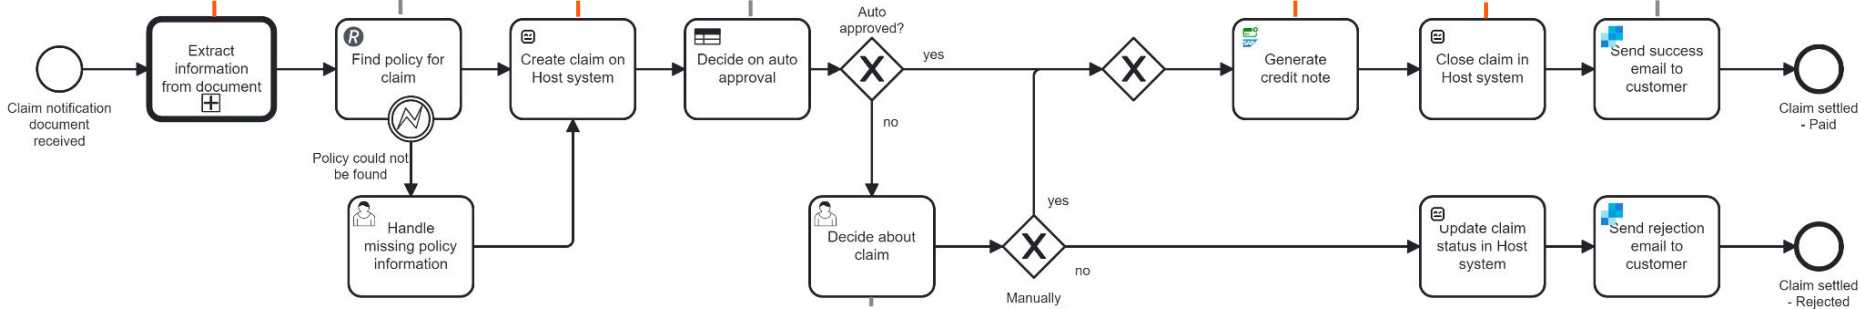 Claim notification
document
received
Extract
information
from document
R
Find policy for
claim
Policy could not
be found
Handle
missing policy
information
Create claim on
Host system
Decide on auto
approval
Auto
approved?
yes
no
Decide about
claim
Manually
yes
no
Generate
credit note
Close claim in
Host system
Send success
email to
customer
Claim settled
- Paid
Update claim
status in Host
system
Send rejection
email to
customer
Claim settled
- Rejected